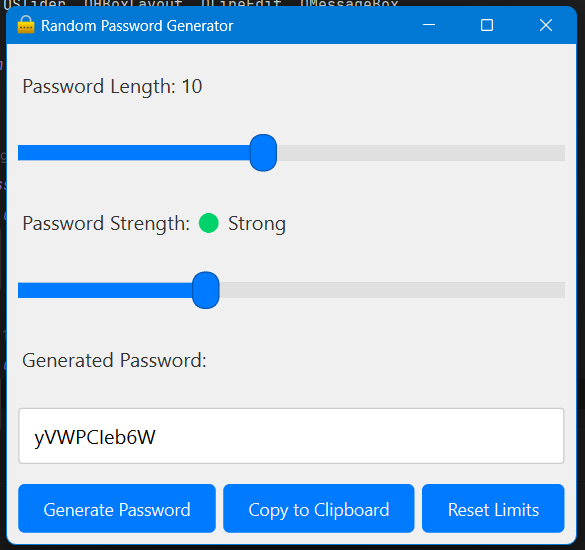 QSlider, QHBoxLayout, QLineEdit, QMessageBox
Random Password Generator
Password Length: 10
Password Strength: Strong
Generated Password:
yVWPCIeb6W
Generate Password
Copy to Clipboard
Reset Limits